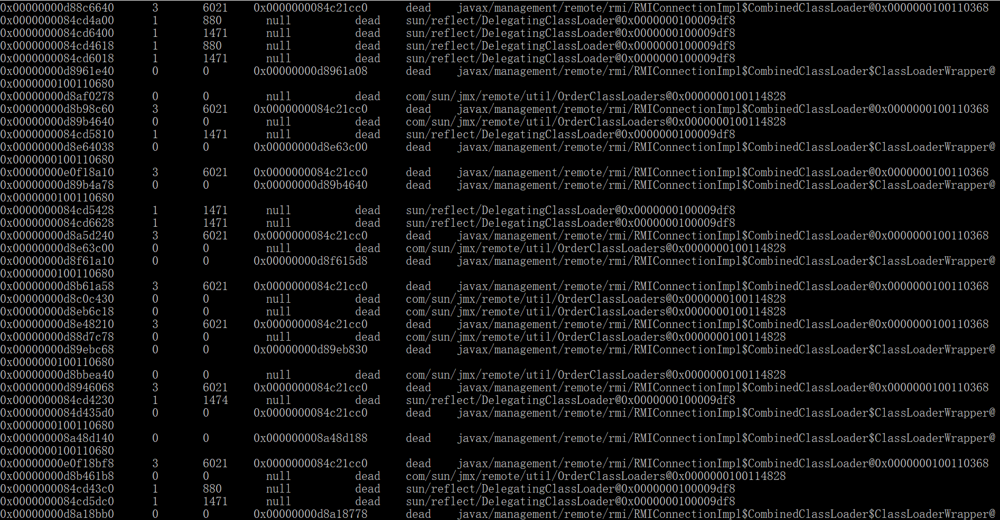 0x00000000d88c6640 3 6021 0x0000000084c21cc0 dead javax/management/remote/rmi/RMIConnectionImpl$CombinedClassLoader@0x0000000100110368
0x0000000084cd4a00 1 880 null dead sun/reflect/DelegatingClassLoader@0x0000000100009df8
0x0000000084cd6400 1 1471 null dead sun/reflect/DelegatingClassLoader@0x0000000100009df8
0x0000000084cd4618 1 880 null dead sun/reflect/DelegatingClassLoader@0x0000000100009df8
0x0000000084cd6018 1 1471 null dead sun/reflect/DelegatingClassLoader@0x0000000100009df8
0x00000000d8961e40 0 0 0x00000000d8961a08 dead javax/management/remote/rmi/RMIConnectionImpl$CombinedClassLoader$ClassLoaderWrapper@
0x0000000100110680
0x00000000d8af0278 0 0 null dead com/sun/jmx/remote/util/OrderClassLoaders@0x0000000100114828
0x00000000d8b98c60 3 6021 0x0000000084c21cc0 dead javax/management/remote/rmi/RMIConnectionImpl$CombinedClassLoader@0x0000000100110368
0x00000000d89b4640 0 0 null dead com/sun/jmx/remote/util/OrderClassLoaders@0x0000000100114828
0x0000000084cd5810 1 1471 null dead sun/reflect/DelegatingClassLoader@0x0000000100009df8
0x00000000d8e64038 0 0 0x00000000d8e63c00 dead javax/management/remote/rmi/RMIConnectionImpl$CombinedClassLoader$ClassLoaderWrapper@
0x0000000100110680
0x00000000e0f18a10 3 6021 0x0000000084c21cc0 dead javax/management/remote/rmi/RMIConnectionImpl$CombinedClassLoader@0x0000000100110368
0x00000000d89b4a78 0 0 0x00000000d89b4640 dead javax/management/remote/rmi/RMIConnectionImpl$CombinedClassLoader$ClassLoaderWrapper@
0x0000000100110680
0x0000000084cd5428 1 1471 null dead sun/reflect/DelegatingClassLoader@0x0000000100009df8
0x0000000084cd6628 1 1471 null dead sun/reflect/DelegatingClassLoader@0x0000000100009df8
0x00000000d8a5d240 3 6021 0x0000000084c21cc0 dead javax/management/remote/rmi/RMIConnectionImpl$CombinedClassLoader@0x0000000100110368
0x00000000d8e63c00 0 0 null dead com/sun/jmx/remote/util/OrderClassLoaders@0x0000000100114828
0x00000000d8f61a10 0 0 0x00000000d8f615d8 dead javax/management/remote/rmi/RMIConnectionImpl$CombinedClassLoader$ClassLoaderWrapper@
0x0000000100110680
0x00000000d8b61a58 3 6021 0x0000000084c21cc0 dead javax/management/remote/rmi/RMIConnectionImpl$CombinedClassLoader@0x0000000100110368
0x00000000d8c0c430 0 0 null dead com/sun/jmx/remote/util/OrderClassLoaders@0x0000000100114828
0x00000000d8eb6c18 0 0 null dead com/sun/jmx/remote/util/OrderClassLoaders@0x0000000100114828
0x00000000d8e48210 3 6021 0x0000000084c21cc0 dead javax/management/remote/rmi/RMIConnectionImpl$CombinedClassLoader@0x0000000100110368
0x00000000d88d7c78 0 0 null dead com/sun/jmx/remote/util/OrderClassLoaders@0x0000000100114828
0x00000000d89ebc68 0 0 0x00000000d89eb830 dead javax/management/remote/rmi/RMIConnectionImpl$CombinedClassLoader$ClassLoaderWrapper@
0x0000000100110680
0x00000000d8bbea40 0 0 null dead com/sun/jmx/remote/util/OrderClassLoaders@0x0000000100114828
0x00000000d8946068 3 6021 0x0000000084c21cc0 dead javax/management/remote/rmi/RMIConnectionImpl$CombinedClassLoader@0x0000000100110368
0x0000000084cd4230 1 1474 null dead sun/reflect/DelegatingClassLoader@0x0000000100009df8
0x0000000084d435d0 0 0 0x0000000084c21cc0 dead javax/management/remote/rmi/RMIConnectionImpl$CombinedClassLoader$ClassLoaderWrapper@
0x0000000100110680
0x000000008a48d140 0 0 0x000000008a48d188 dead javax/management/remote/rmi/RMIConnectionImpl$CombinedClassLoader$ClassLoaderWrapper@
0x0000000100110680
0x00000000e0f18bf8 3 6021 0x0000000084c21cc0 dead javax/management/remote/rmi/RMIConnectionImpl$CombinedClassLoader@0x0000000100110368
0x00000000d8b461b8 0 0 null dead com/sun/jmx/remote/util/OrderClassLoaders@0x0000000100114828
0x0000000084cd43c0 1 880 null dead sun/reflect/DelegatingClassLoader@0x0000000100009df8
0x0000000084cd5dc0 1 1471 null dead sun/reflect/DelegatingClassLoader@0x0000000100009df8
0x00000000d8a18bb0 0 0 0x00000000d8a18778 dead javax/management/remote/rmi/RMIConnectionImpl$CombinedClassLoader$ClassLoaderWrapper@